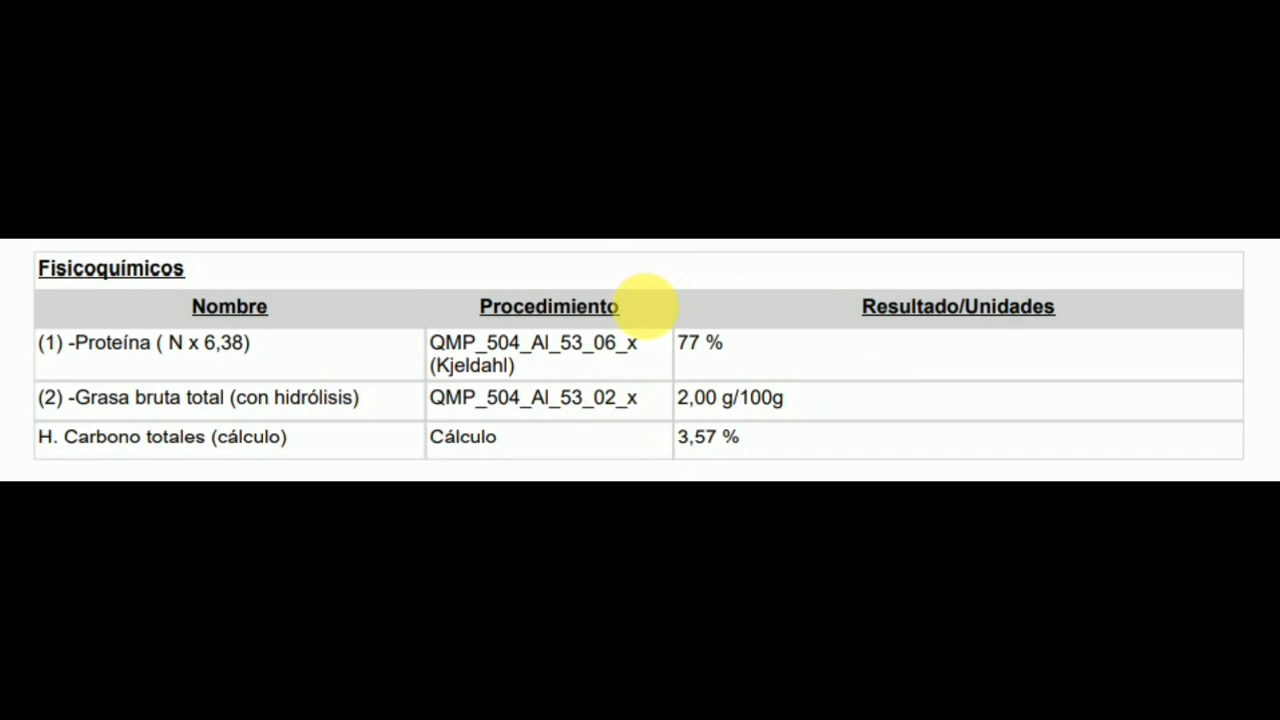 Fisicoquímicos
Nombre Procedimiento Resultado/Unidades
(1) -Proteína ( N x 6,38) QMP_504_Al_53_06_x 77 %
(Kjeldahl)
(2) -Grasa bruta total (con hidrólisis) QMP_504_Al_53_02_x 2,00 g/100g
H. Carbono totales (cálculo) Cálculo 3,57 %